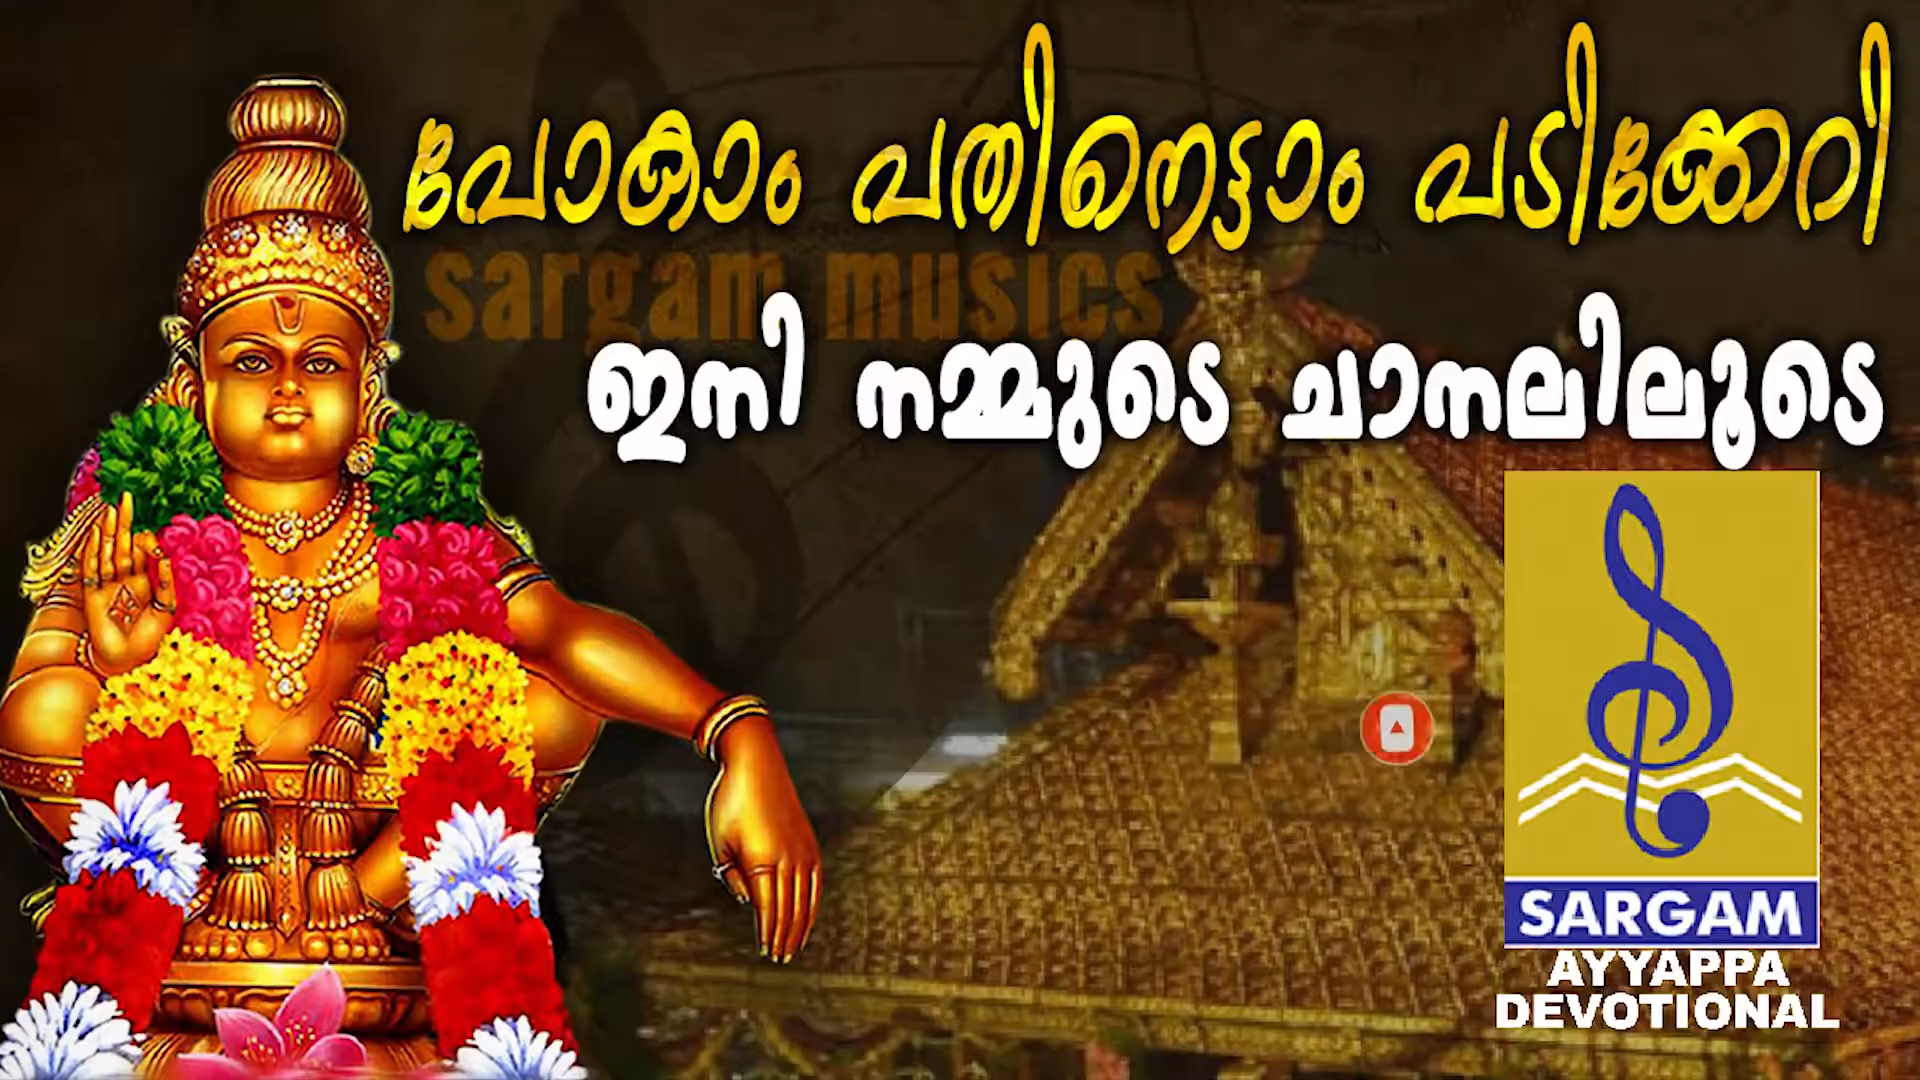 പോകാം പതിനെട്ടാം പടിക്കേറി
sargam musics
ഇനി നമ്മുടെ ചാനലിലൂടെ
SARGAM
AYYAPPA
DEVOTIONAL